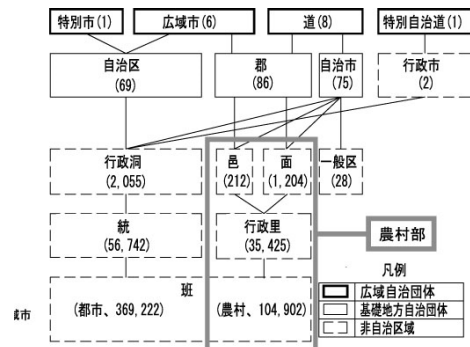 特別市(1) 広域市(6) 道(8) 特別自治道(1)
自治区 郡 自治市 行政市
(69) (86) (75) (2)
行政洞 邑 面 一般区
(2,055) (212) (1,204) (28)
統 行政里
(56,742) (35,425)
農村部
班
(都市、369,222) (農村、104,902)
凡例
広域自治団体
基礎地方自治団体
非自治区域
城市